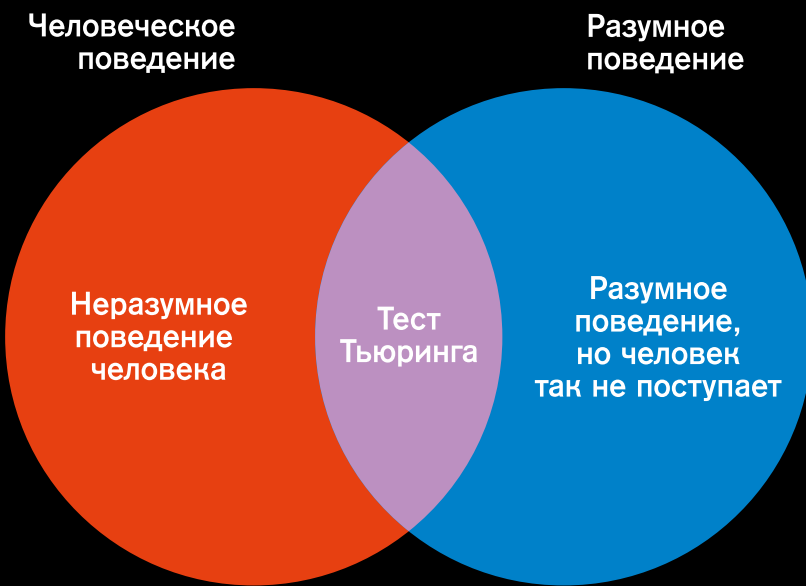 Человеческое
поведение
Разумное
поведение
Неразумное
поведение
человека
Тест
Тьюринга
Разумное
поведение,
но человек
так не поступает